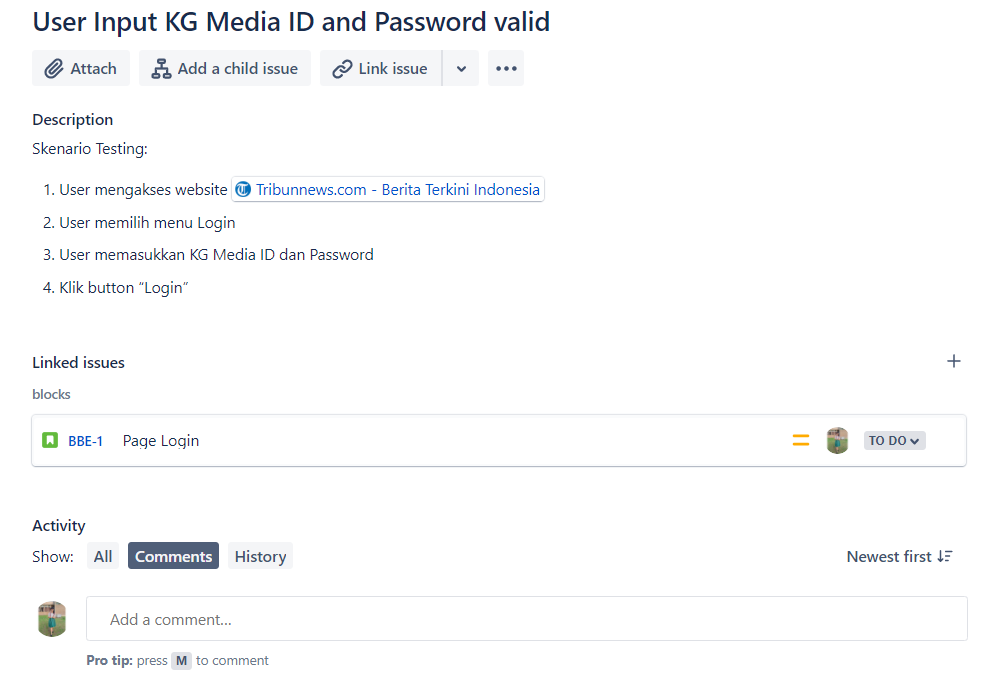 User Input KG Media ID and Password valid
Attach Add a child issue Link issue
Description
Skenario Testing:
1. User mengakses website Tribunnews.com - Berita Terkini Indonesia
2. User memilih menu Login
3. User memasukkan KG Media ID dan Password
4. Klik button “Login”
Linked issues
blocks
BBE-1 Page Login TO DO
Activity
Show: All Comments History Newest first
Add a comment...
Pro tip: press M to comment